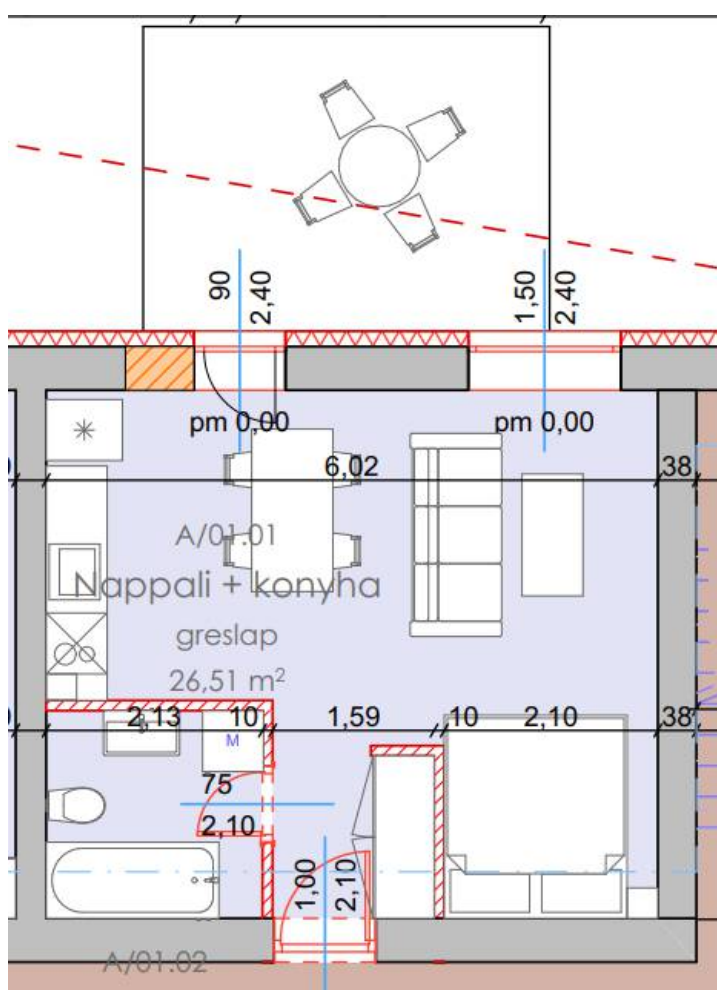 90
2,40
1,50
2,40
pm 0,00
pm 0,00
6,02
38
A/01.01
Nappali + konyha
greslap
26,51 m²
2,13
10
1,59
10
2,10
38
M
75
2,10
1,00
2,10
A/01.02